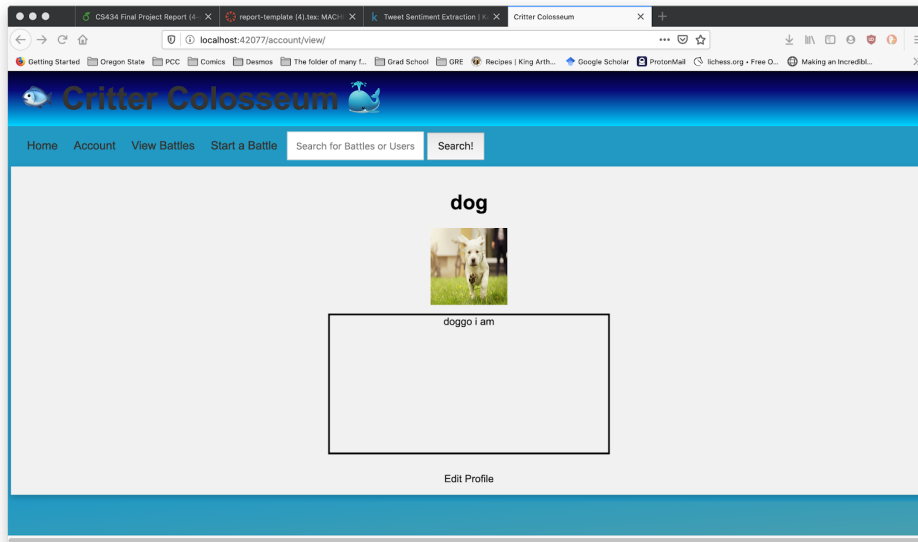 CS434 Final Project Report (4-
report-template (4).tex: MACHI
Tweet Sentiment Extraction | Ka
Critter Colosseum
localhost:42077/account/view/
Getting Started Oregon State PCC Comics Desmos The folder of many f... Grad School GRE Recipes | King Arth... Google Scholar ProtonMail lichess.org • Free O... Making an Incredibl...
Critter Colosseum
Home Account View Battles Start a Battle Search for Battles or Users Search!
dog
doggo i am
Edit Profile